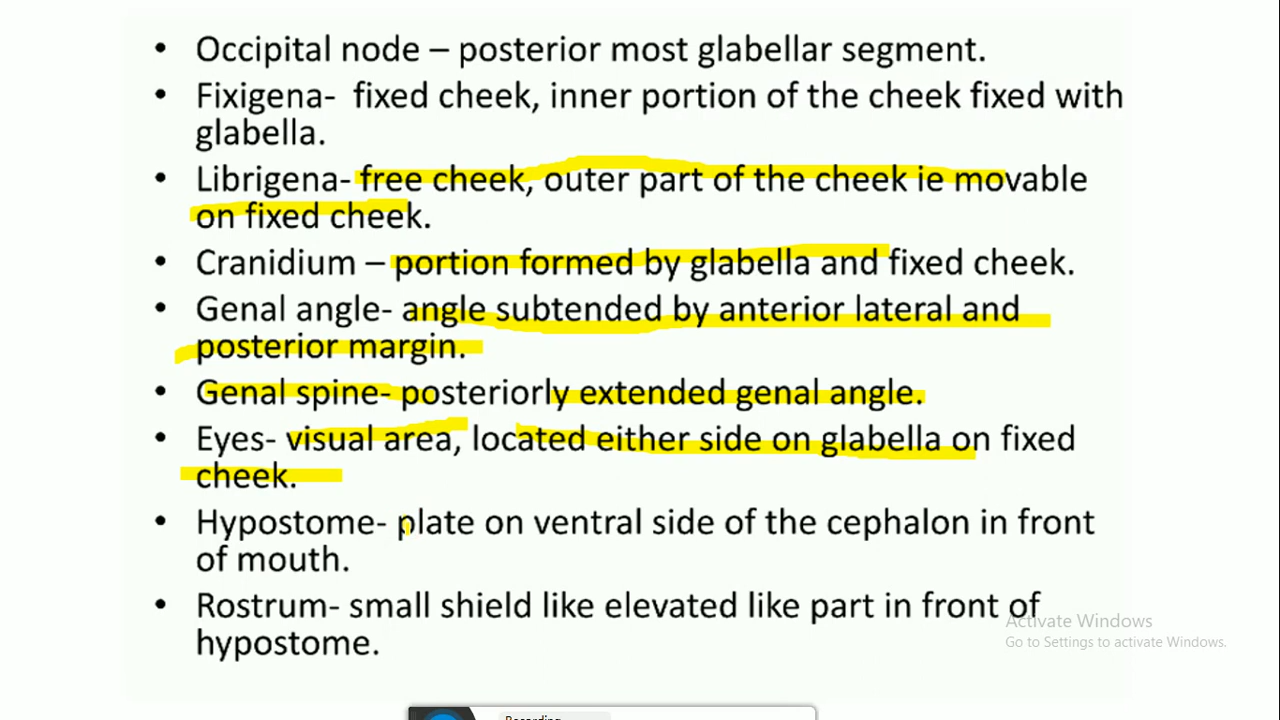 • Occipital node – posterior most glabellar segment.
• Fixigena- fixed cheek, inner portion of the cheek fixed with
glabella.
• Librigena- free cheek, outer part of the cheek ie movable
on fixed cheek.
• Cranidium – portion formed by glabella and fixed cheek.
• Genal angle- angle subtended by anterior lateral and
posterior margin.
• Genal spine- posteriorly extended genal angle.
• Eyes- visual area, located either side on glabella on fixed
cheek.
• Hypostome- plate on ventral side of the cephalon in front
of mouth.
• Rostrum- small shield like elevated like part in front of
hypostome.
Activate Windows
Go to Settings to activate Windows.
Recording